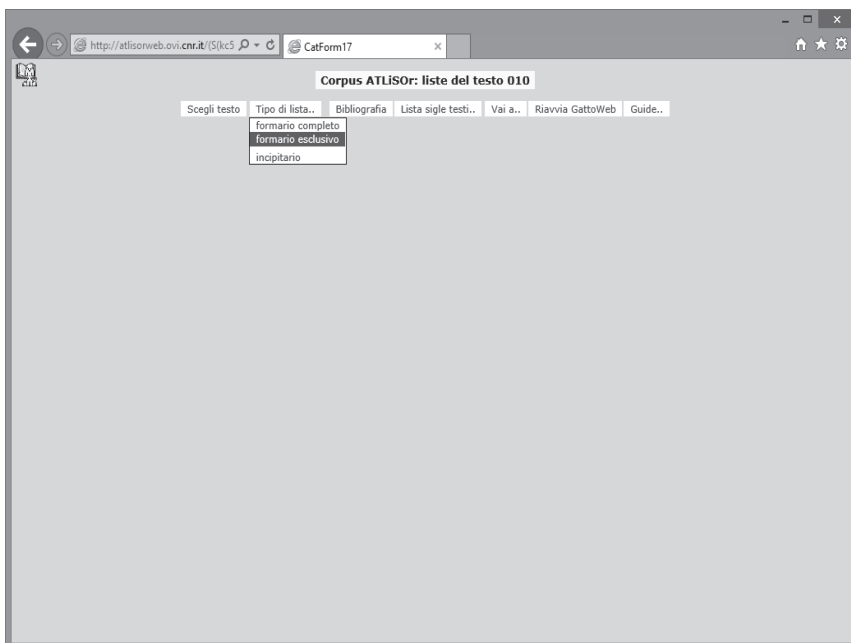 http://atlisorweb.ovi.cnr.it/(S(kc5
CatForm17
Corpus ATLiSOr: liste del testo 010
Scegli testo Tipo di lista.. Bibliografia Lista sigle testi.. Vai a.. Riavvia GattoWeb Guide..
formario completo
formario esclusivo
incipitario